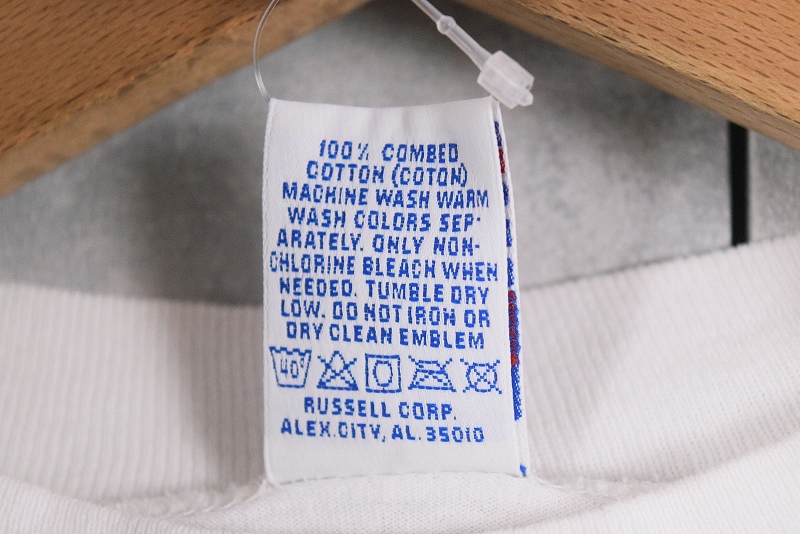 100% COMBED
COTTON (COTON)
MACHINE WASH WARM
WASH COLORS SEP-
ARATELY. ONLY NON-
CHLORINE BLEACH WHEN
NEEDED. TUMBLE DRY
LOW. DO NOT IRON OR
DRY CLEAN EMBLEM
40°
RUSSELL CORP.
ALEX.CITY, AL. 35010